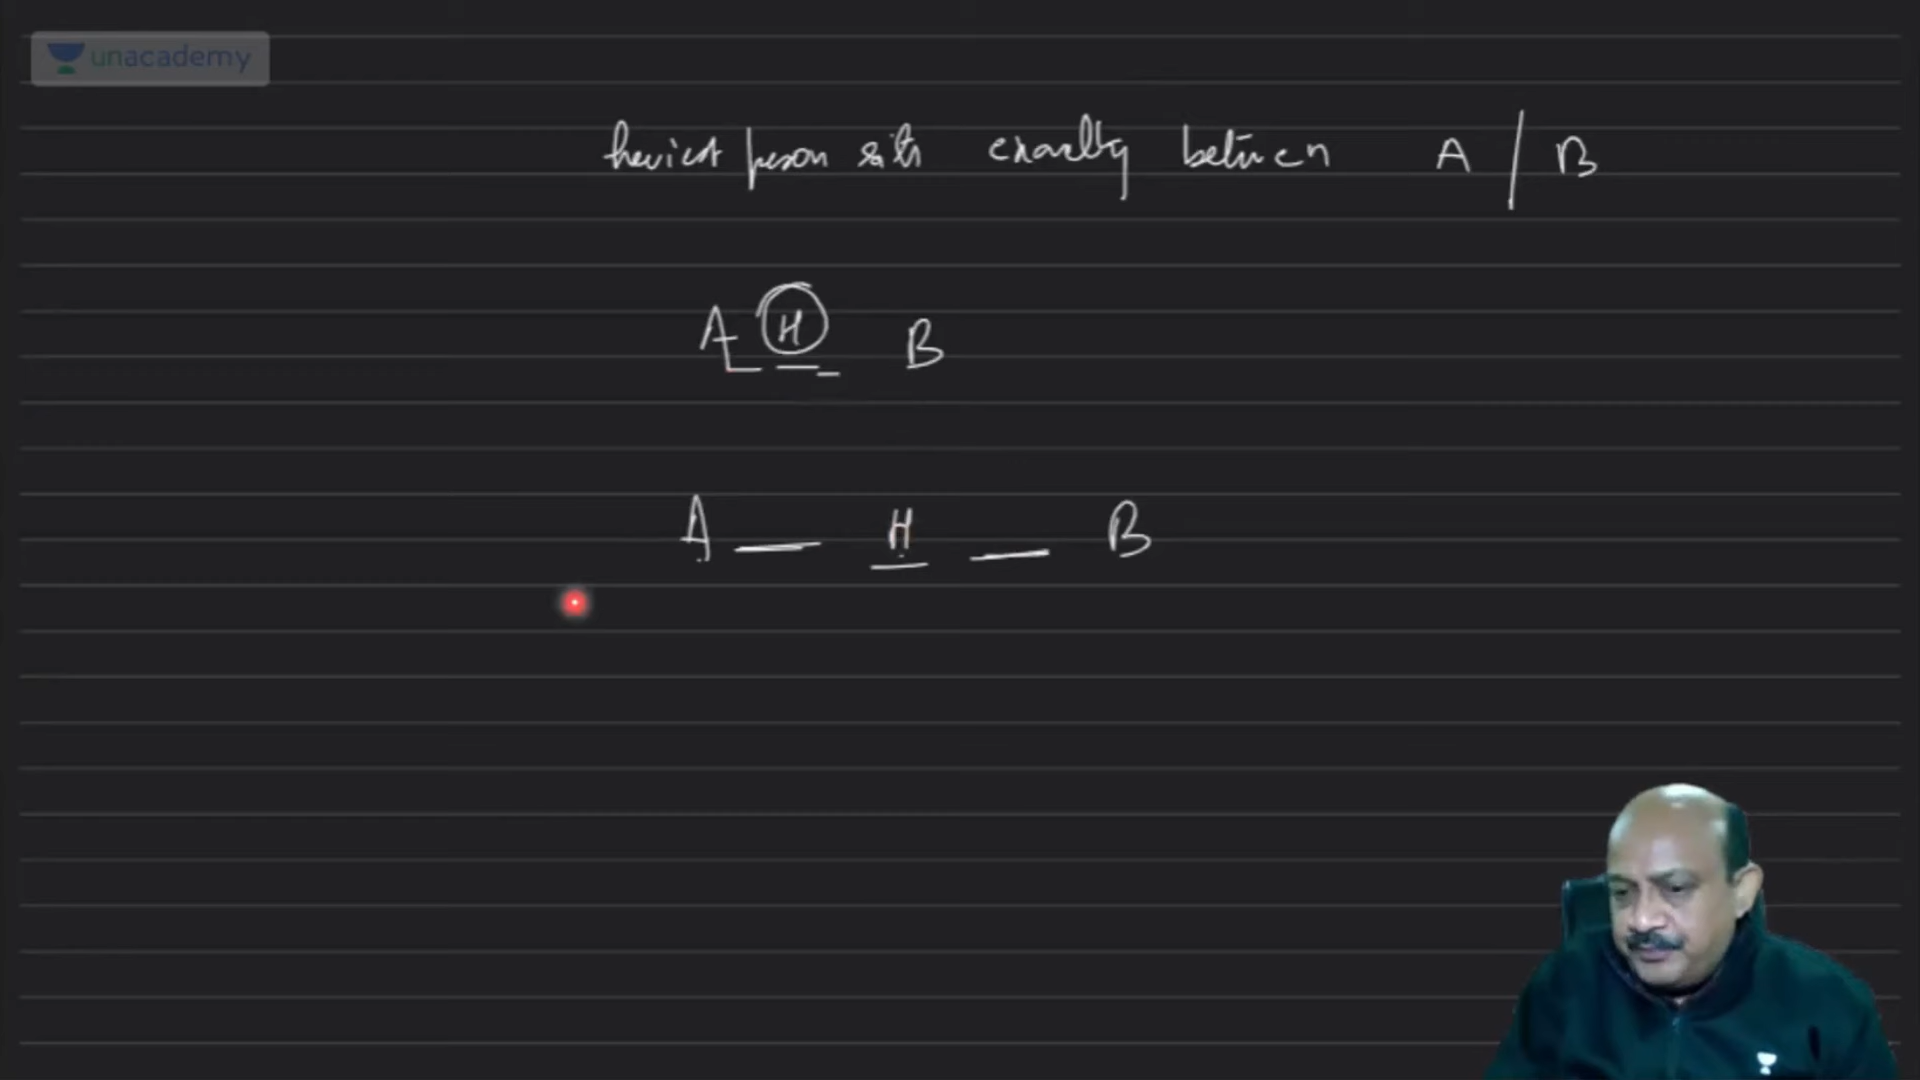 unacademy
heviest person sits exactly between A / B
A H B
A — H — B